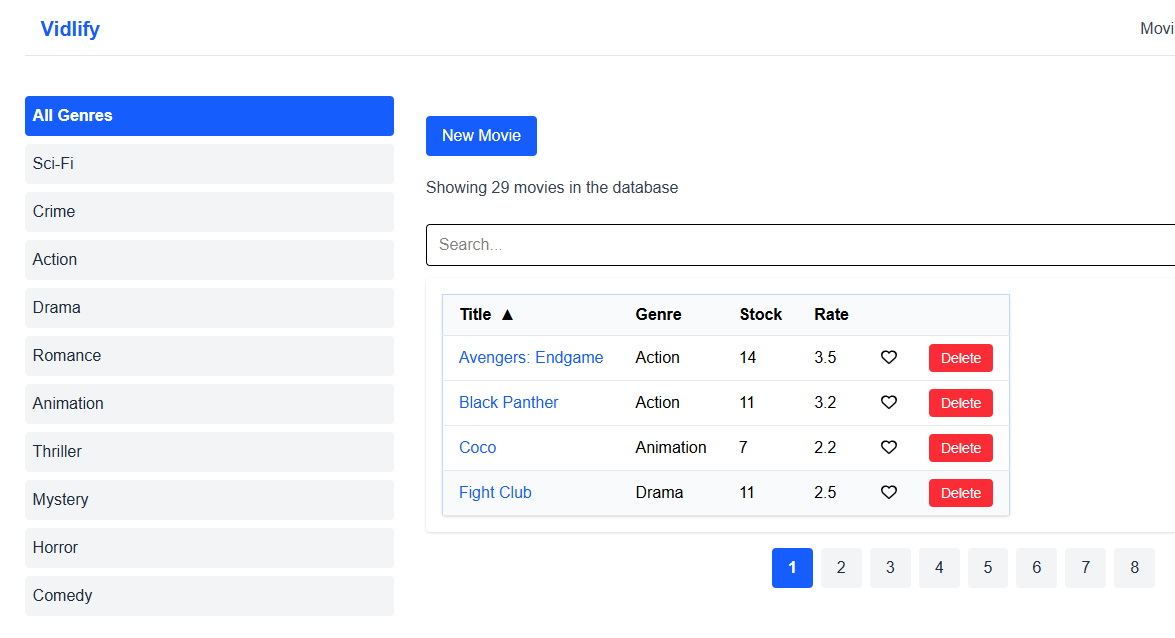 Vidlify
Movi
All Genres
Sci-Fi
Crime
Action
Drama
Romance
Animation
Thriller
Mystery
Horror
Comedy
New Movie
Showing 29 movies in the database
Search...
Title ▲ Genre Stock Rate
Avengers: Endgame Action 14 3.5 Delete
Black Panther Action 11 3.2 Delete
Coco Animation 7 2.2 Delete
Fight Club Drama 11 2.5 Delete
1 2 3 4 5 6 7 8